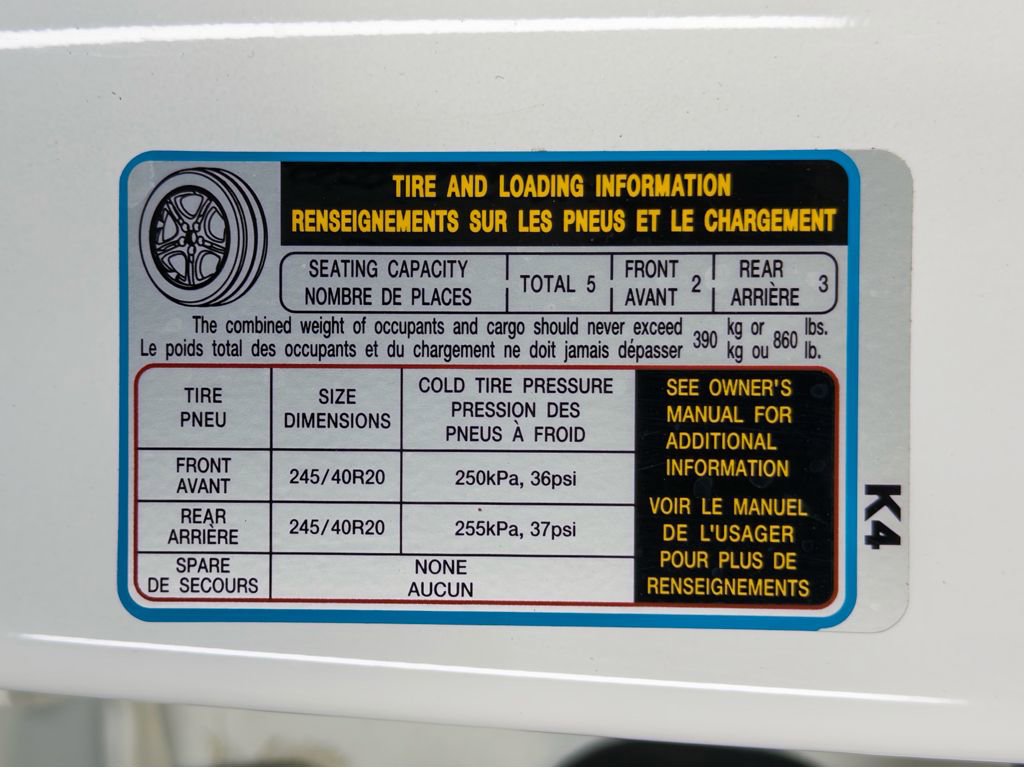 TIRE AND LOADING INFORMATION
RENSEIGNEMENTS SUR LES PNEUS ET LE CHARGEMENT
SEATING CAPACITY
NOMBRE DE PLACES
TOTAL 5
FRONT
AVANT
2
REAR
ARRIÈRE
3
The combined weight of occupants and cargo should never exceed
Le poids total des occupants et du chargement ne doit jamais dépasser
390
kg or
kg ou
860
lbs.
lb.
TIRE
PNEU
SIZE
DIMENSIONS
COLD TIRE PRESSURE
PRESSION DES
PNEUS À FROID
FRONT
AVANT
245/40R20
250kPa, 36psi
REAR
ARRIÈRE
245/40R20
255kPa, 37psi
SPARE
DE SECOURS
NONE
AUCUN
SEE OWNER'S
MANUAL FOR
ADDITIONAL
INFORMATION
VOIR LE MANUEL
DE L'USAGER
POUR PLUS DE
RENSEIGNEMENTS
K4